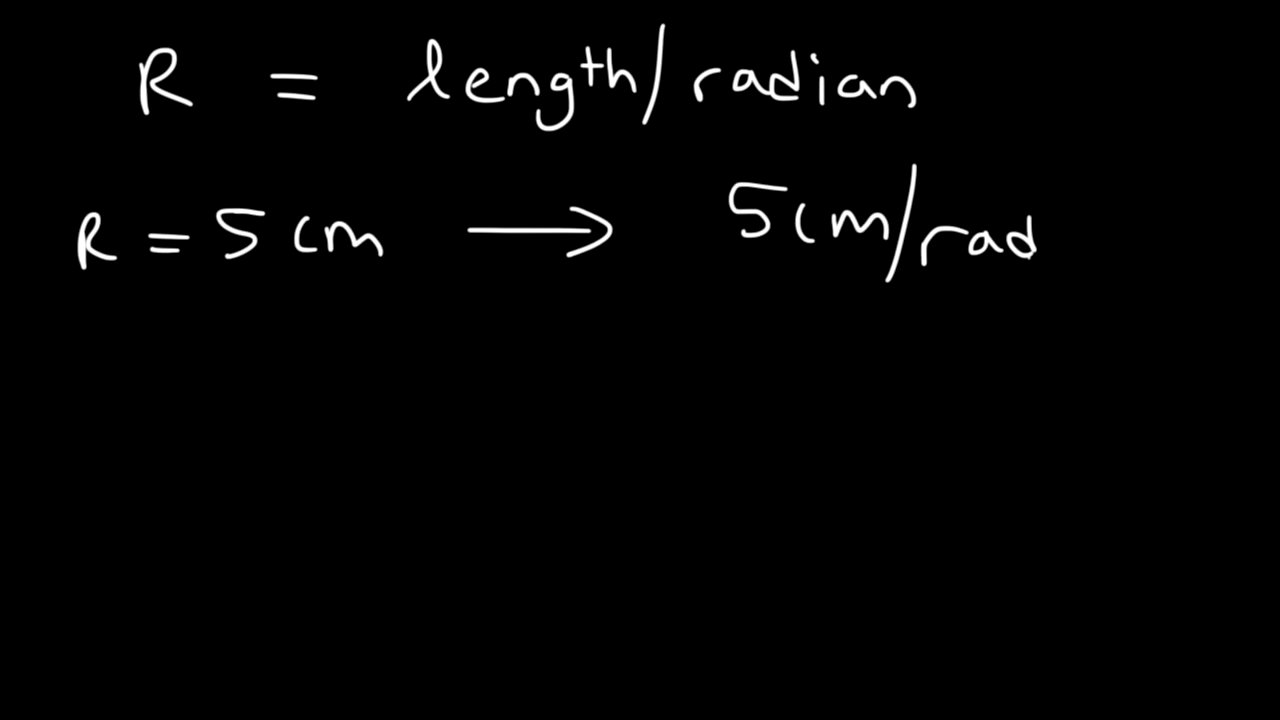 R = length/radian
R = 5 cm → 5 cm/rad